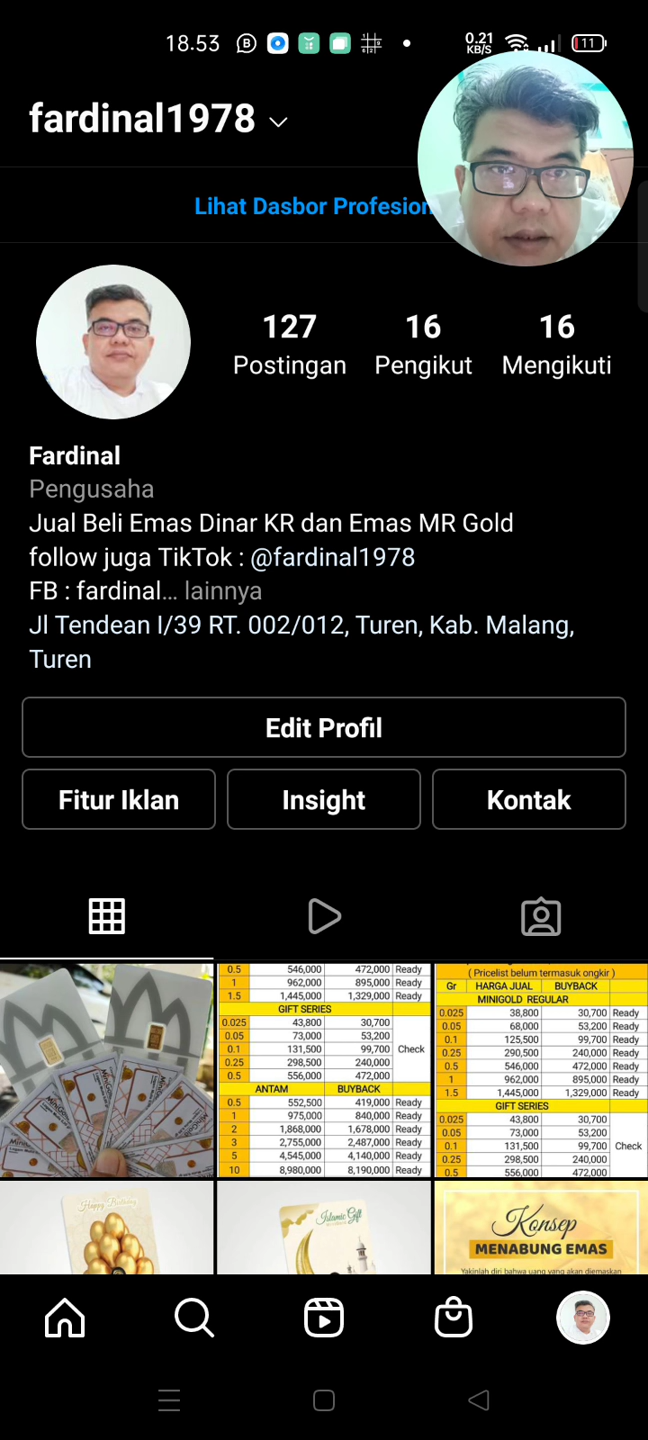 18.53
0.21
KB/S
11
fardinal1978
Lihat Dasbor Profesion
127 16 16
Postingan Pengikut Mengikuti
Fardinal
Pengusaha
Jual Beli Emas Dinar KR dan Emas MR Gold
follow juga TikTok : @fardinal1978
FB : fardinal... lainnya
Jl Tendean I/39 RT. 002/012, Turen, Kab. Malang,
Turen
Edit Profil
Fitur Iklan Insight Kontak
0.5 546,000 472,000 Ready
1 962,000 895,000 Ready
1.5 1,445,000 1,329,000 Ready
GIFT SERIES
0.025 43,800 30,700
0.05 73,000 53,200
0.1 131,500 99,700 Check
0.25 298,500 240,000
0.5 556,000 472,000
ANTAM BUYBACK
0.5 552,500 419,000 Ready
1 975,000 840,000 Ready
2 1,868,000 1,678,000 Ready
3 2,755,000 2,487,000 Ready
5 4,545,000 4,140,000 Ready
10 8,980,000 8,190,000 Ready
( Pricelist belum termasuk ongkir )
Gr HARGA JUAL BUYBACK
MINIGOLD REGULAR
0.025 38,800 30,700 Ready
0.05 68,000 53,200 Ready
0.1 125,500 99,700 Ready
0.25 290,500 240,000 Ready
0.5 546,000 472,000 Ready
1 962,000 895,000 Ready
1.5 1,445,000 1,329,000 Ready
GIFT SERIES
0.025 43,800 30,700
0.05 73,000 53,200
0.1 131,500 99,700 Check
0.25 298,500 240,000
0.5 556,000 472,000
Happy Birthday
Islamic Gift
Konsep
MENABUNG EMAS
Yakinlah diri bahwa uang yang akan diemaskan